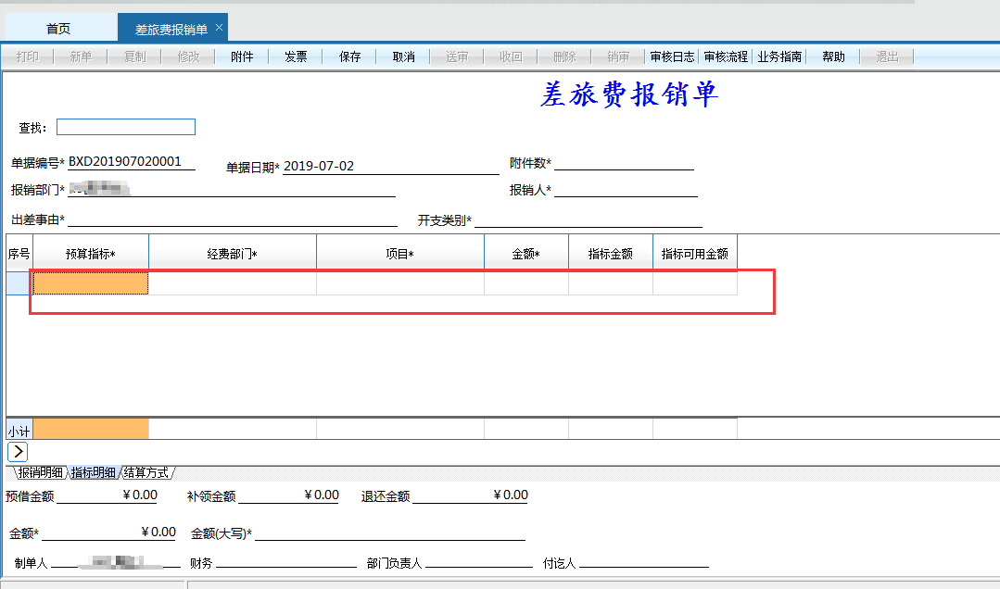 首页 差旅费报销单 ×
打印 新单 复制 修改 附件 发票 保存 取消 送审 收回 删除 销审 审核日志 审核流程 业务指南 帮助 退出
差旅费报销单
查找：
单据编号* BXD201907020001 单据日期* 2019-07-02 附件数*
报销部门* 报销人*
出差事由* 开支类别*
序号 预算指标* 经费部门* 项目* 金额* 指标金额 指标可用金额
小计
>
报销明细 指标明细 结算方式
预借金额 ￥0.00 补领金额 ￥0.00 退还金额 ￥0.00
金额* ￥0.00 金额(大写)*
制单人 财务 部门负责人 付讫人